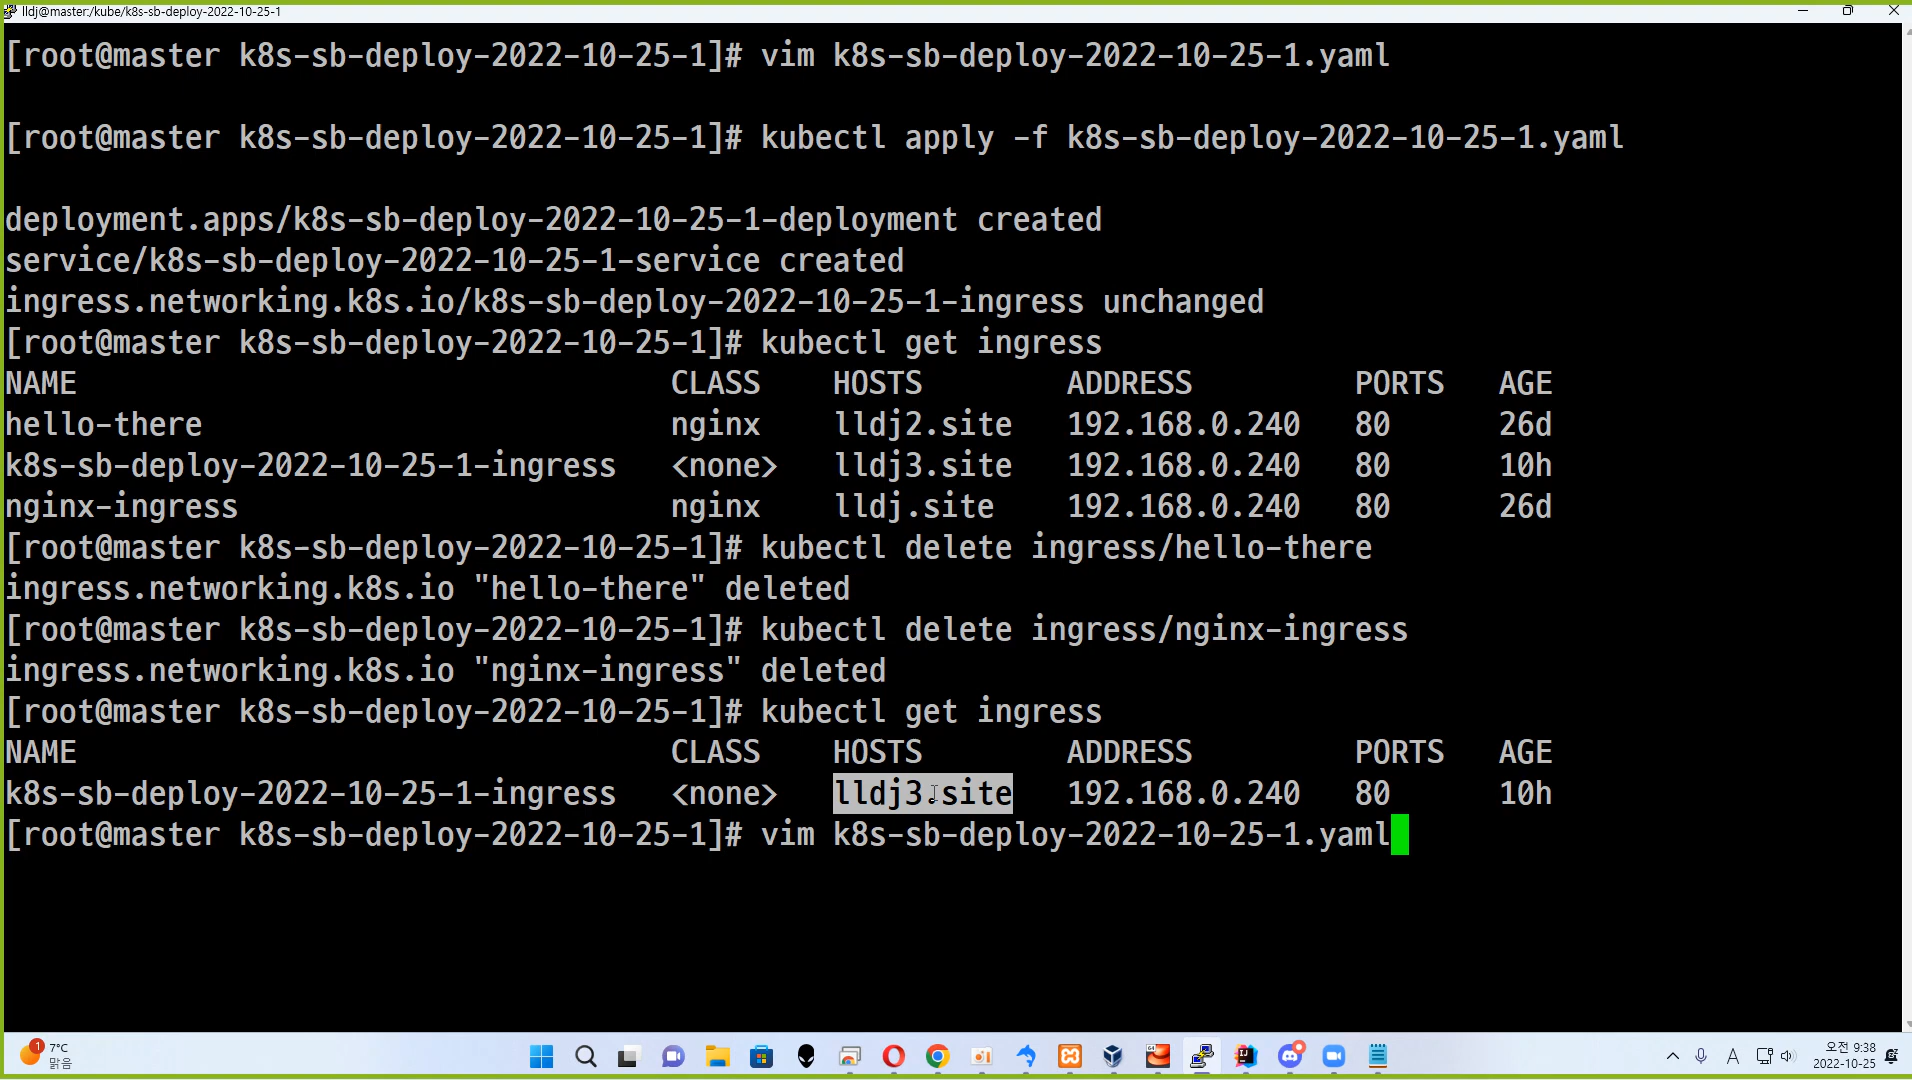 lldj@master:/kube/k8s-sb-deploy-2022-10-25-1
[root@master k8s-sb-deploy-2022-10-25-1]# vim k8s-sb-deploy-2022-10-25-1.yaml
[root@master k8s-sb-deploy-2022-10-25-1]# kubectl apply -f k8s-sb-deploy-2022-10-25-1.yaml
deployment.apps/k8s-sb-deploy-2022-10-25-1-deployment created
service/k8s-sb-deploy-2022-10-25-1-service created
ingress.networking.k8s.io/k8s-sb-deploy-2022-10-25-1-ingress unchanged
[root@master k8s-sb-deploy-2022-10-25-1]# kubectl get ingress
NAME CLASS HOSTS ADDRESS PORTS AGE
hello-there nginx lldj2.site 192.168.0.240 80 26d
k8s-sb-deploy-2022-10-25-1-ingress <none> lldj3.site 192.168.0.240 80 10h
nginx-ingress nginx lldj.site 192.168.0.240 80 26d
[root@master k8s-sb-deploy-2022-10-25-1]# kubectl delete ingress/hello-there
ingress.networking.k8s.io "hello-there" deleted
[root@master k8s-sb-deploy-2022-10-25-1]# kubectl delete ingress/nginx-ingress
ingress.networking.k8s.io "nginx-ingress" deleted
[root@master k8s-sb-deploy-2022-10-25-1]# kubectl get ingress
NAME CLASS HOSTS ADDRESS PORTS AGE
k8s-sb-deploy-2022-10-25-1-ingress <none> lldj3.site 192.168.0.240 80 10h
[root@master k8s-sb-deploy-2022-10-25-1]# vim k8s-sb-deploy-2022-10-25-1.yaml
1 7°C
맑음
A 오전 9:38
2022-10-25